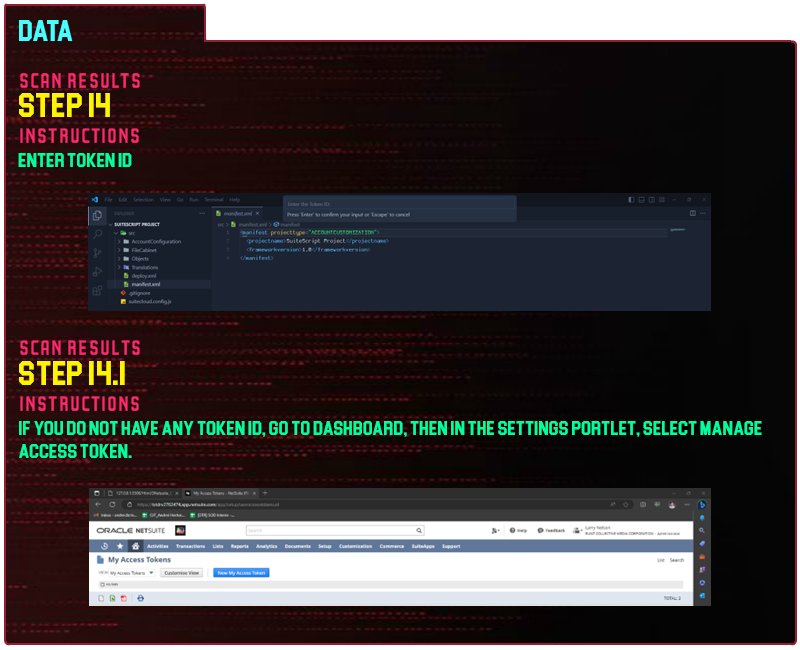 DATA
SCAN RESULTS
STEP 14
INSTRUCTIONS
ENTER TOKEN ID
File Edit Selection View Go Run Terminal Help
Enter the Token ID
Press 'Enter' to confirm your input or 'Escape' to cancel
EXPLORER
manifest.xml
SUITESCRIPT PROJECT
src
AccountConfiguration
FileCabinet
Objects
Translations
deploy.xml
manifest.xml
.gitignore
suitecloud.config.js
src > manifest.xml > manifest
1 <manifest projecttype="ACCOUNTCUSTOMIZATION">
2 <projectname>SuiteScript Project</projectname>
3 <frameworkversion>1.0</frameworkversion>
4 </manifest>
SCAN RESULTS
STEP 14.1
INSTRUCTIONS
IF YOU DO NOT HAVE ANY TOKEN ID, GO TO DASHBOARD, THEN IN THE SETTINGS PORTLET, SELECT MANAGE
ACCESS TOKEN.
My Access Tokens - NetSuite
ORACLE NETSUITE
Search
Help
Feedback
Larry Nelson
Activities Transactions Lists Reports Analytics Documents Setup Customization Commerce SuiteApps Support
My Access Tokens
List Search
VIEW My Access Tokens
Customize View
New My Access Token
TOTAL: 2